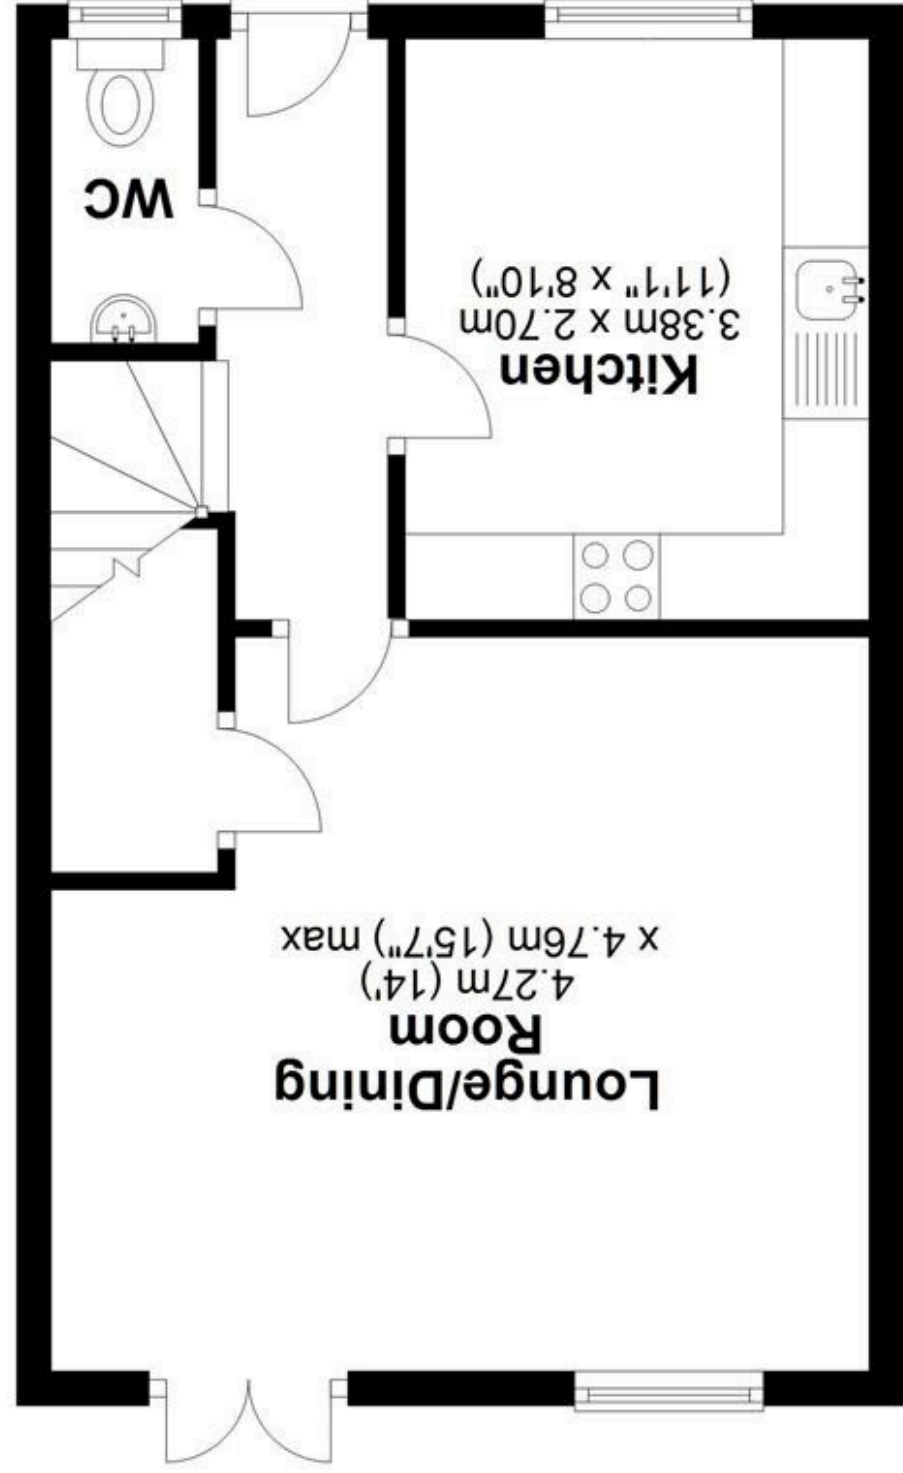 Lounge/Dining
Room
4.27m (14')
x 4.76m (15'7") max
Kitchen
3.38m x 2.70m
(11'1" x 8'10")
WC